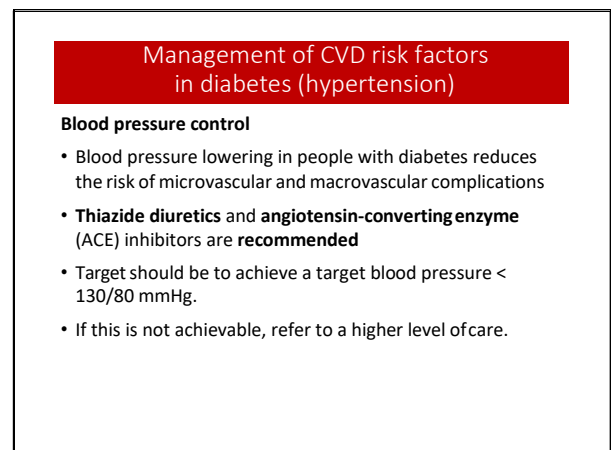 Management of CVD risk factors
in diabetes (hypertension)
Blood pressure control
• Blood pressure lowering in people with diabetes reduces
the risk of microvascular and macrovascular complications
• Thiazide diuretics and angiotensin-converting enzyme
(ACE) inhibitors are recommended
• Target should be to achieve a target blood pressure <
130/80 mmHg.
• If this is not achievable, refer to a higher level of care.